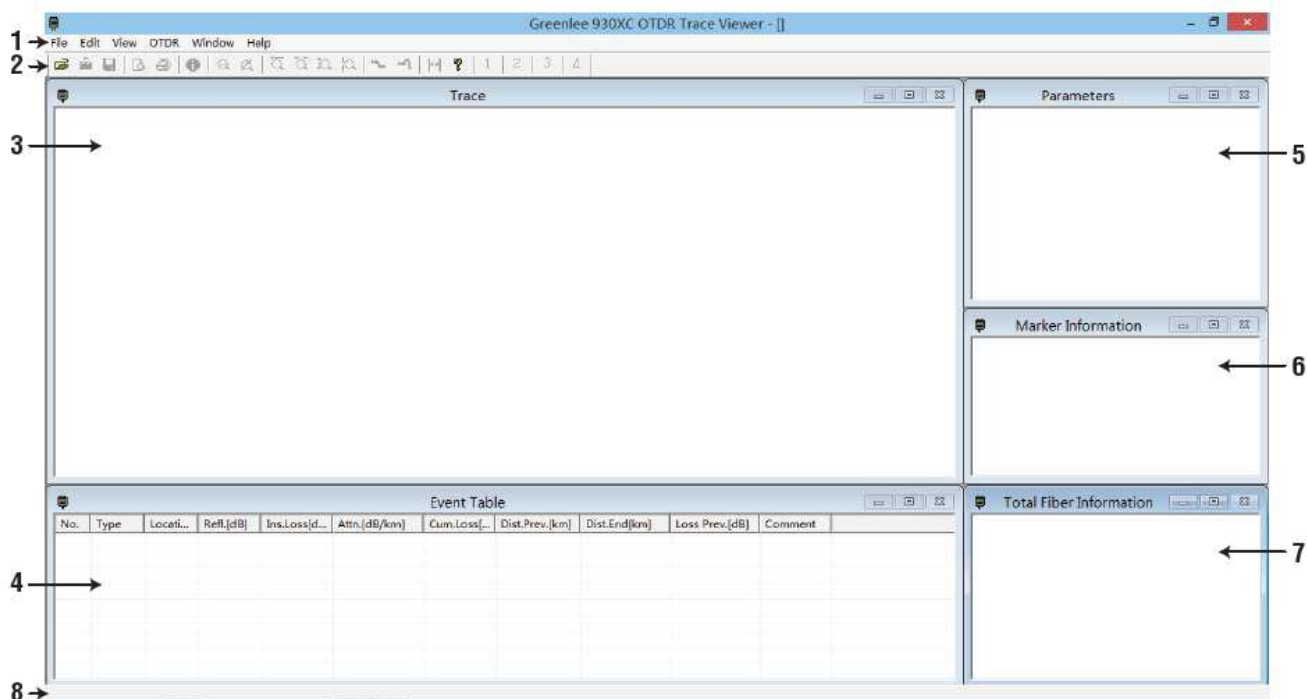 Greenlee 930XC OTDR Trace Viewer - []
1 File Edit View OTDR Window Help
2 1 2 3 4
Trace
Parameters
3
5
Marker Information
6
Event Table
Total Fiber Information
No. Type Locati... Refl.[dB] Ins.Loss[d... Attn.[dB/km] Cum.Loss[... Dist.Prev.[km] Dist.End[km] Loss Prev.[dB] Comment
4
7
8